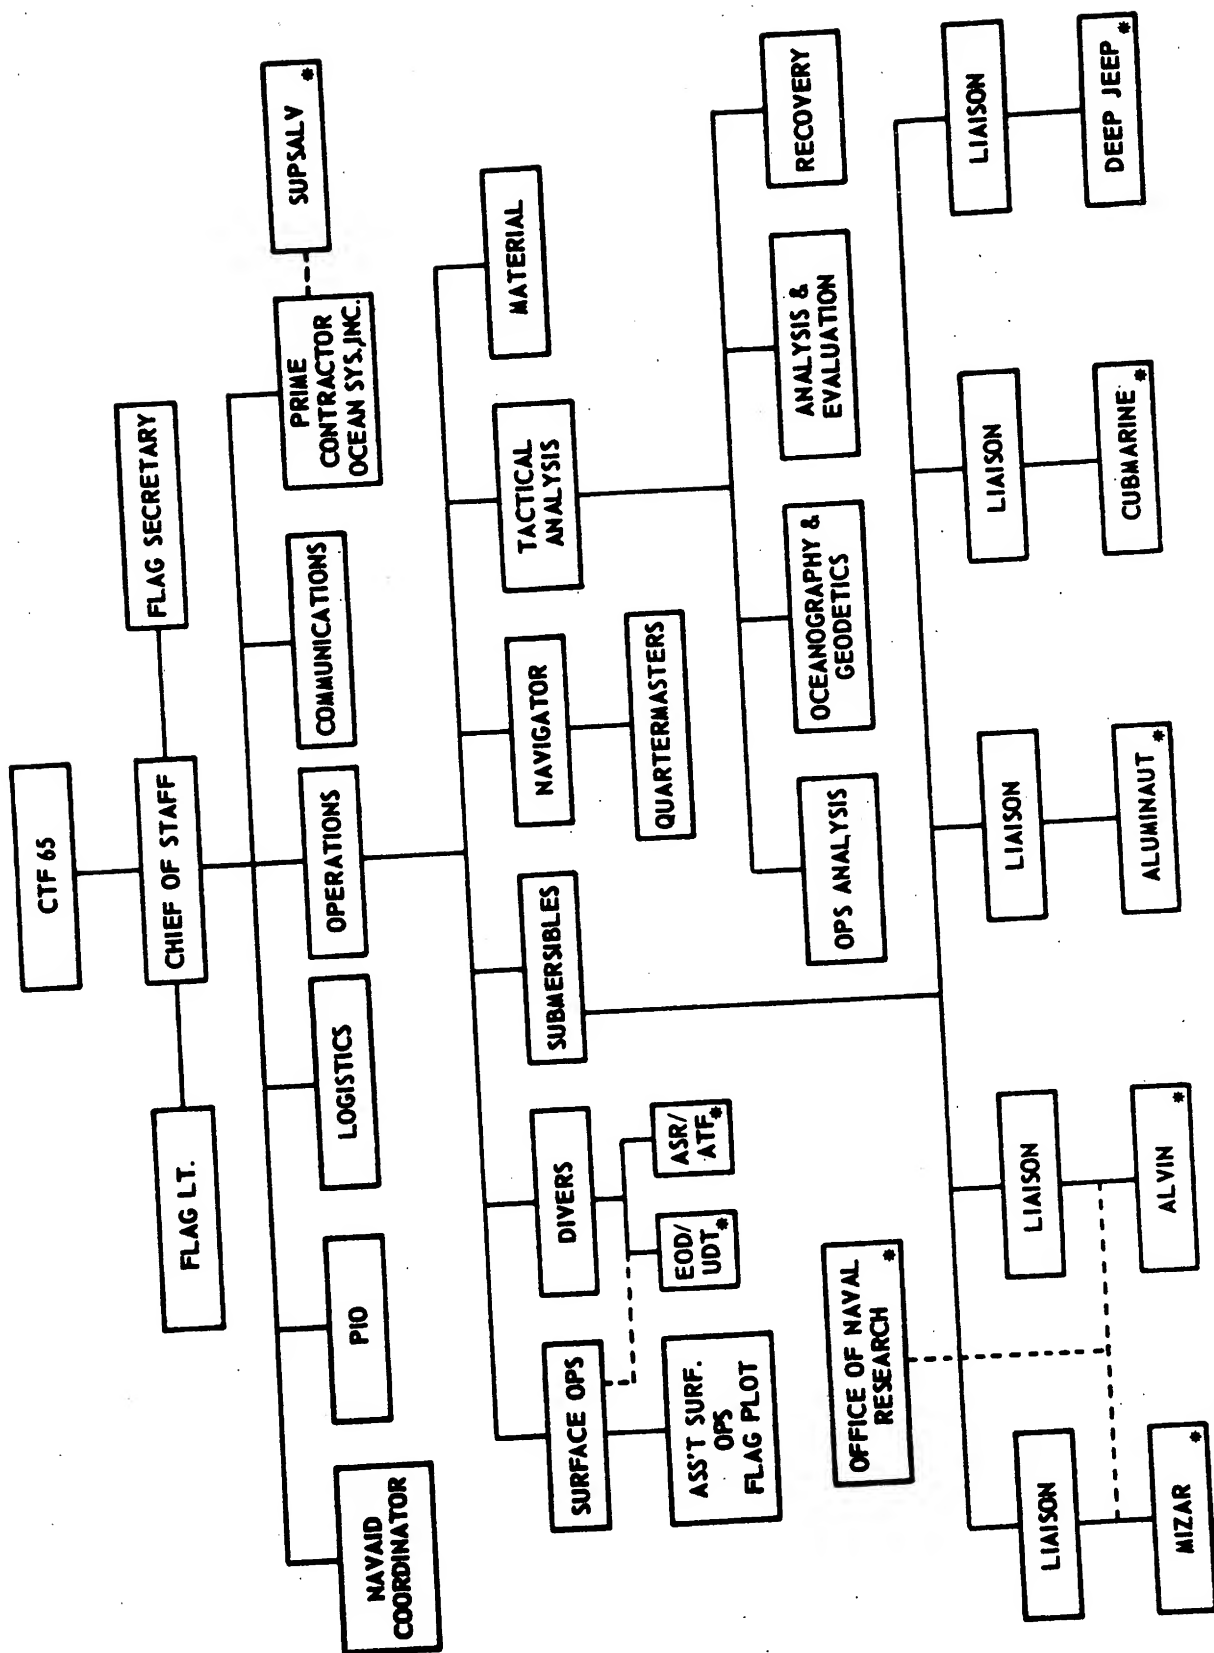 CTF 65
FLAG LT.
CHIEF OF STAFF
FLAG SECRETARY
NAVAID
COORDINATOR
PIO
LOGISTICS
OPERATIONS
COMMUNICATIONS
PRIME
CONTRACTOR
OCEAN SYS.,INC.
SUPSALV
*
SURFACE OPS
DIVERS
SUBMERSIBLES
NAVIGATOR
TACTICAL
ANALYSIS
MATERIAL
ASS'T SURF.
OPS
FLAG PLOT
EOD/
UDT*
ASR/
ATF*
QUARTERMASTERS
OPS ANALYSIS
OCEANOGRAPHY &
GEODETICS
ANALYSIS &
EVALUATION
RECOVERY
OFFICE OF NAVAL
RESEARCH *
LIAISON
LIAISON
LIAISON
LIAISON
LIAISON
MIZAR *
ALVIN *
ALUMINAUT *
CUBMARINE *
DEEP JEEP *